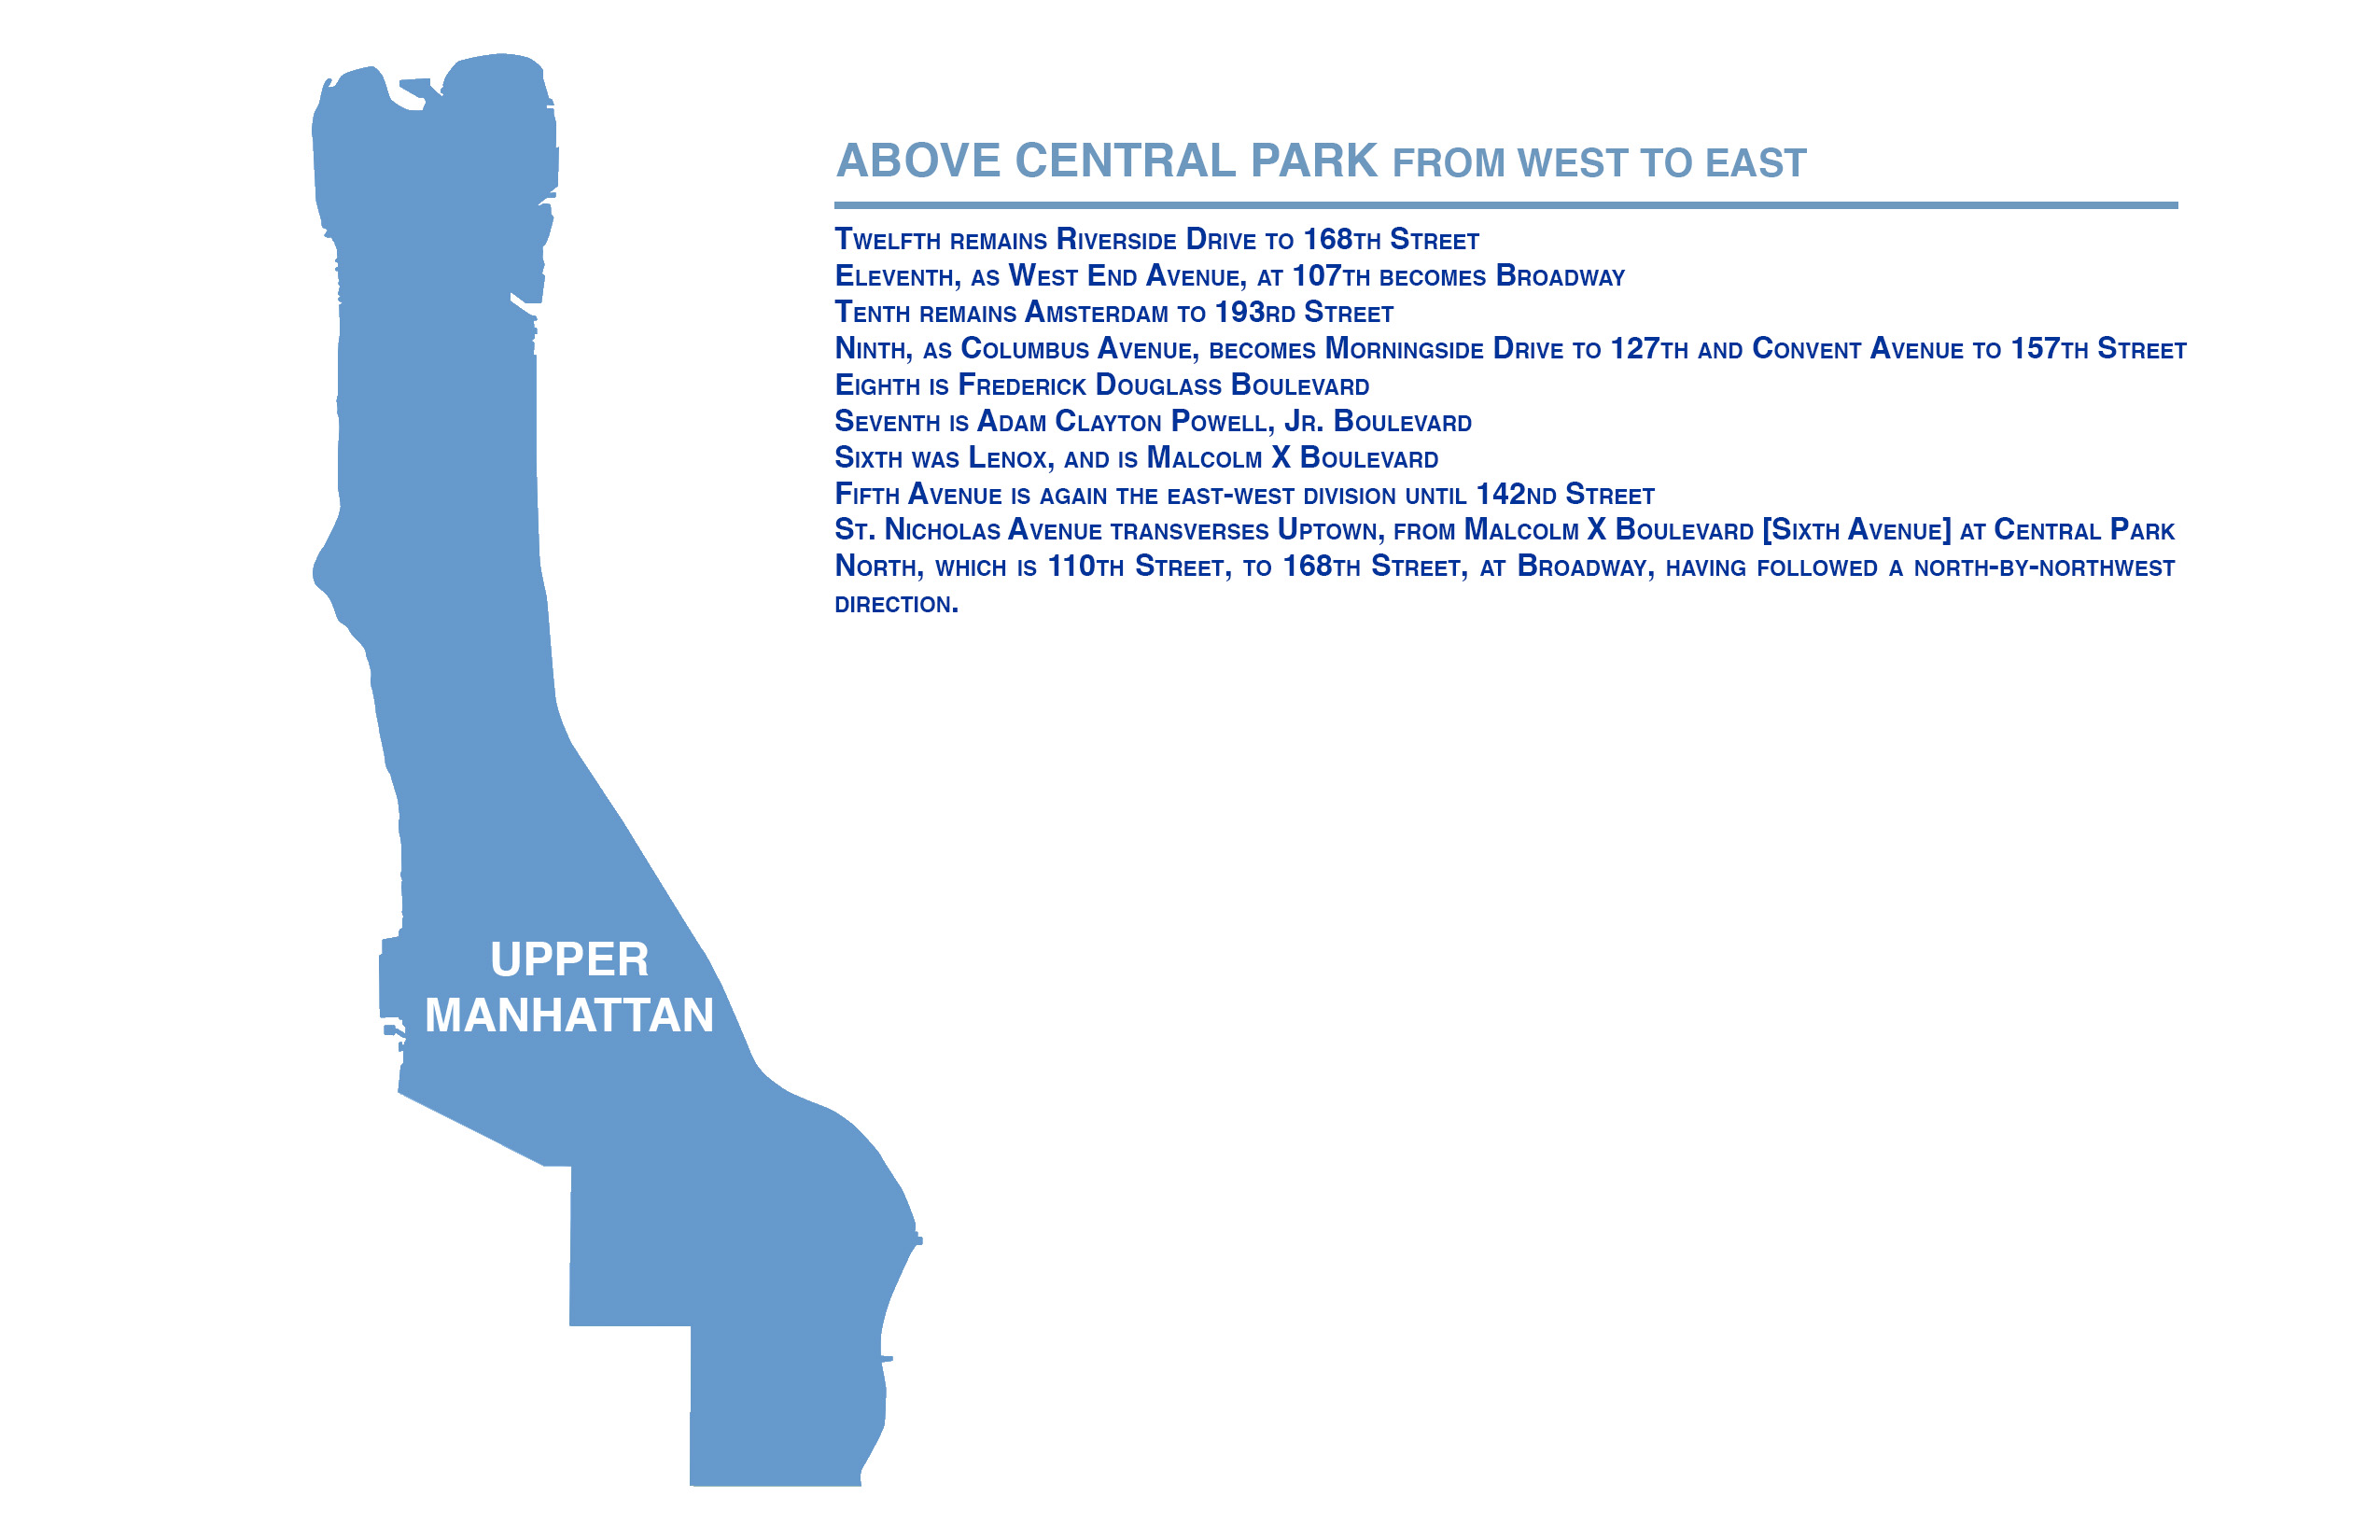 ABOVE CENTRAL PARK FROM WEST TO EAST
Twelfth remains Riverside Drive to 168th Street
Eleventh, as West End Avenue, at 107th becomes Broadway
Tenth remains Amsterdam to 193rd Street
Ninth, as Columbus Avenue, becomes Morningside Drive to 127th and Convent Avenue to 157th Street
Eighth is Frederick Douglass Boulevard
Seventh is Adam Clayton Powell, Jr. Boulevard
Sixth was Lenox, and is Malcolm X Boulevard
Fifth Avenue is again the east-west division until 142nd Street
St. Nicholas Avenue transverses Uptown, from Malcolm X Boulevard [Sixth Avenue] at Central Park
North, which is 110th Street, to 168th Street, at Broadway, having followed a north-by-northwest
direction.
UPPER
MANHATTAN